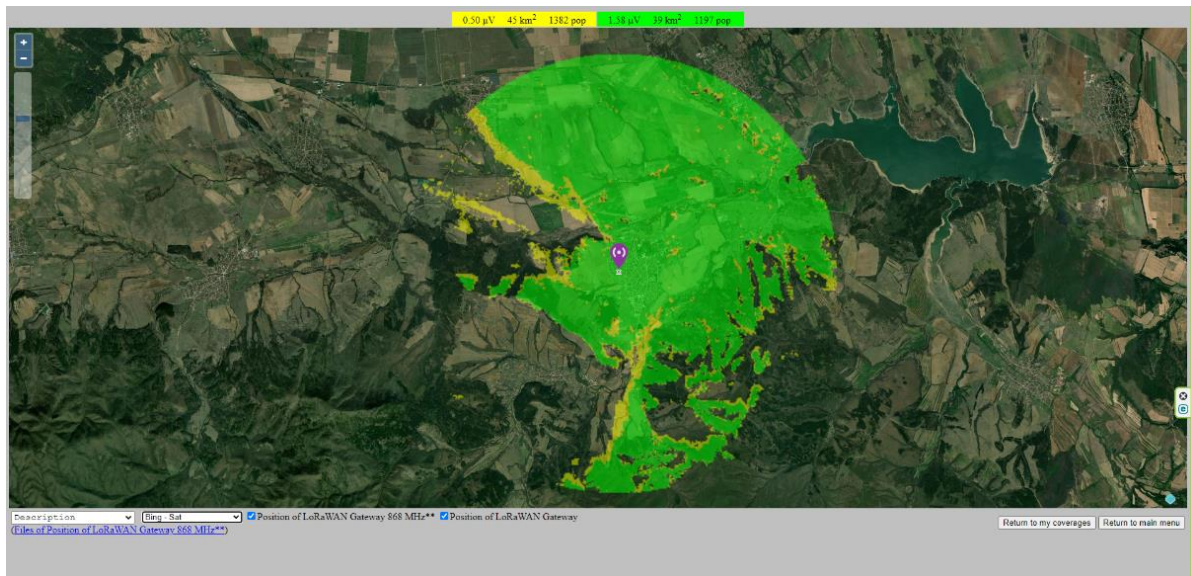 0.50 μV 45 km² 1382 pop 1.58 μV 39 km² 1197 pop
+
−
Description Bing - Sat Position of LoRaWAN Gateway 868 MHz** Position of LoRaWAN Gateway
(Files of Position of LoRaWAN Gateway 868 MHz**)
Return to my coverages Return to main menu